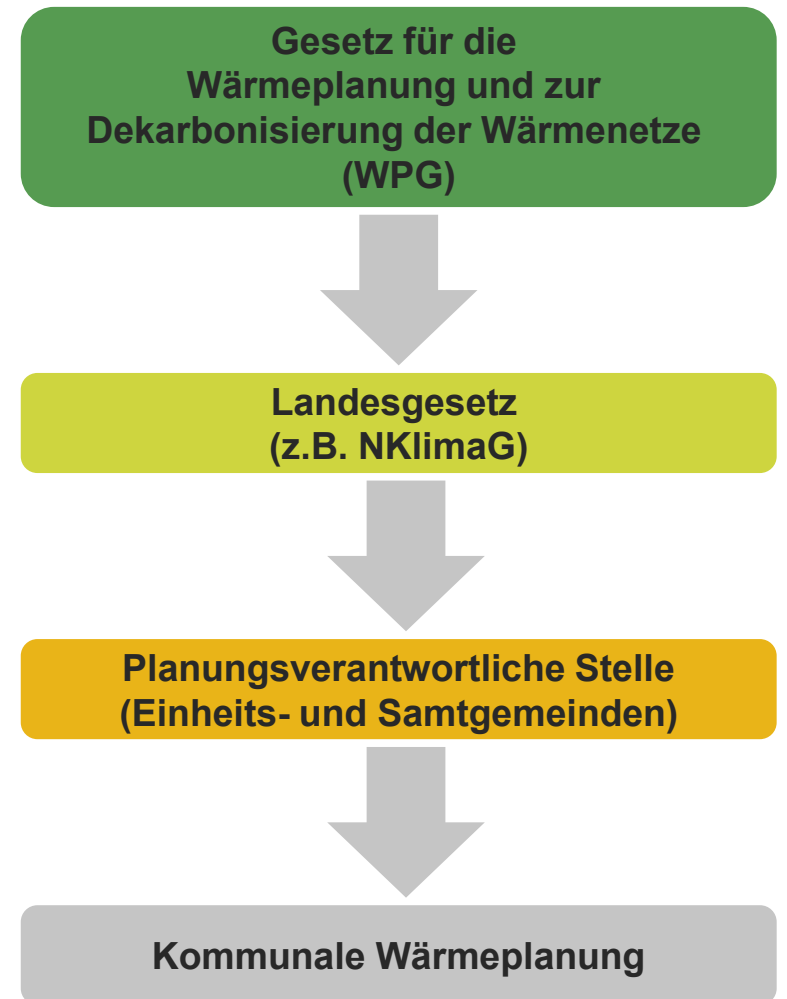 Gesetz für die
Wärmeplanung und zur
Dekarbonisierung der Wärmenetze
(WPG)
Landesgesetz
(z.B. NKlimaG)
Planungsverantwortliche Stelle
(Einheits- und Samtgemeinden)
Kommunale Wärmeplanung